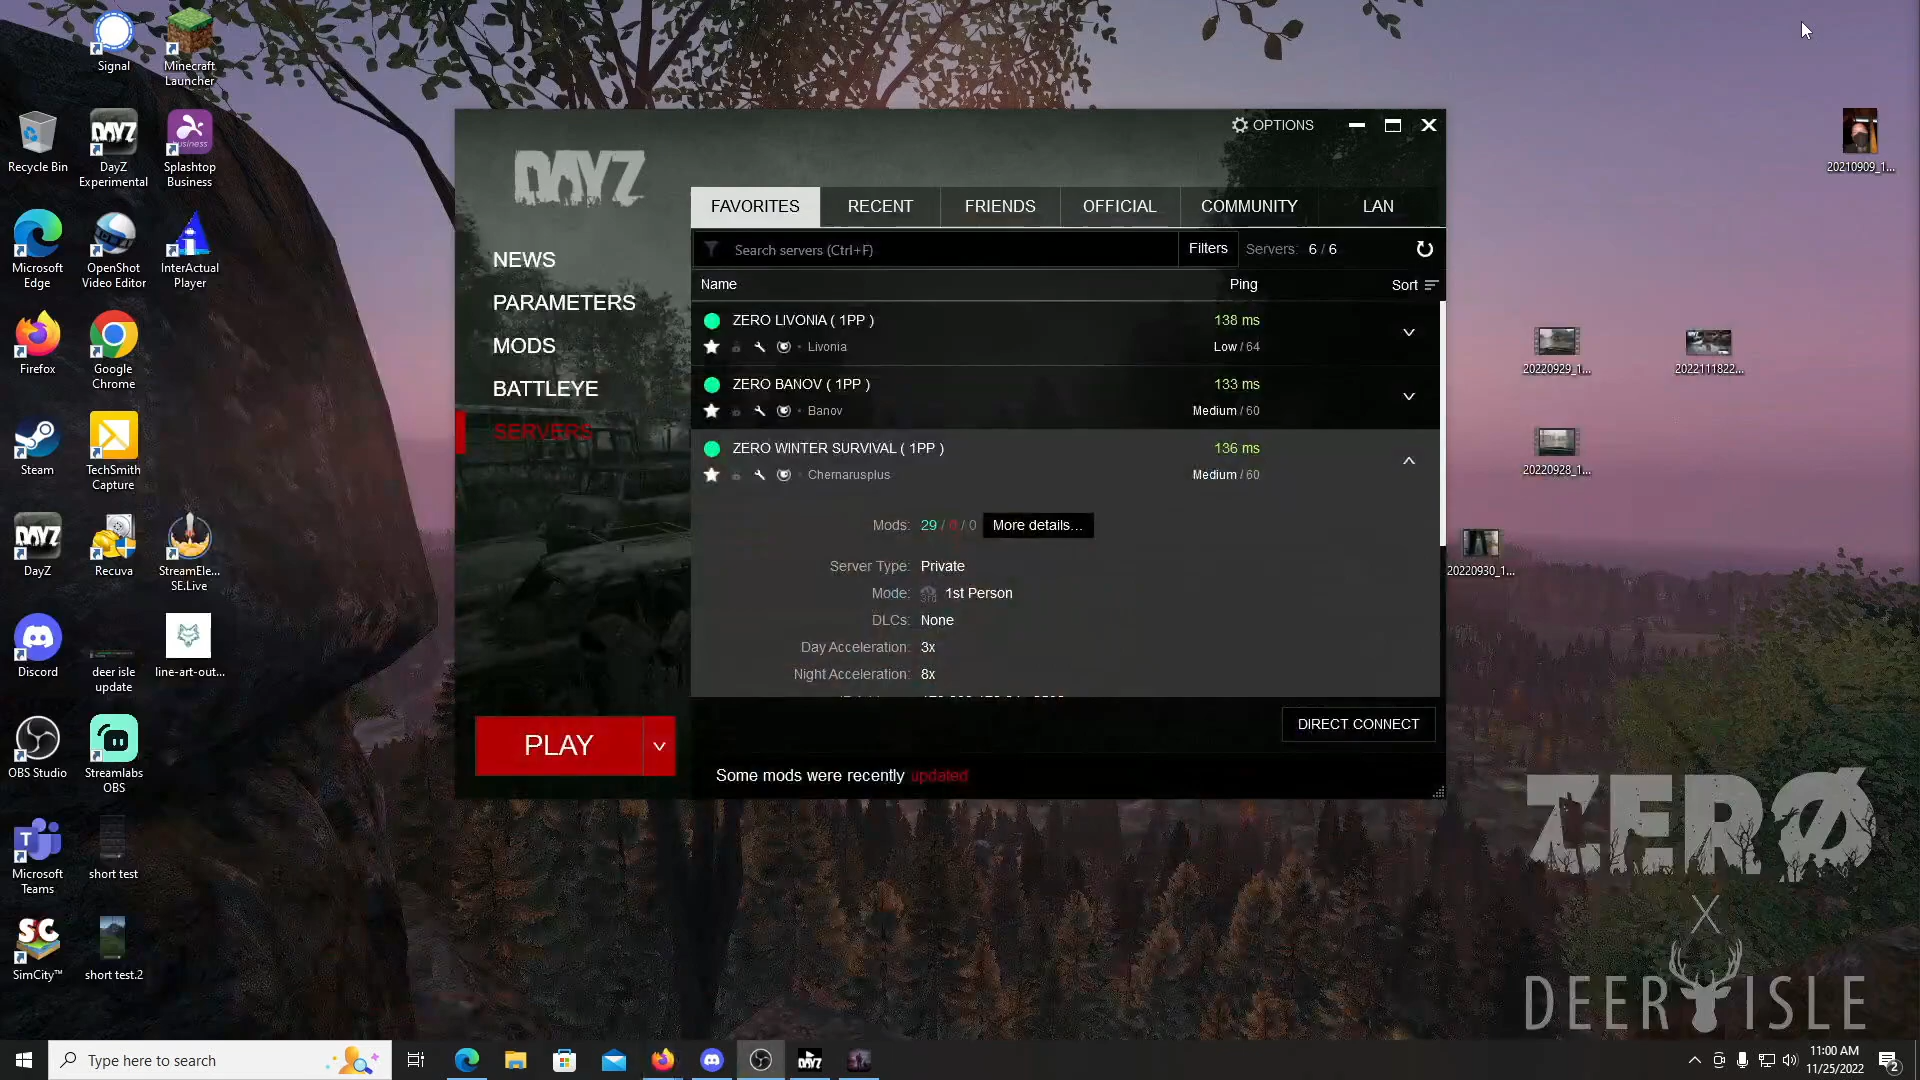 Signal
Minecraft
Launcher
Recycle Bin
DayZ
Experimental
Splashtop
Business
Microsoft
Edge
OpenShot
Video Editor
InterActual
Player
Firefox
Google
Chrome
Steam
TechSmith
Capture
DayZ
Recuva
StreamEle...
SE.Live
Discord
deer isle
update
line-art-out...
OBS Studio
Streamlabs
OBS
Microsoft
Teams
short test
SimCity™
short test.2
DAYZ
OPTIONS
NEWS
PARAMETERS
MODS
BATTLEYE
SERVERS
PLAY
FAVORITES RECENT FRIENDS OFFICIAL COMMUNITY LAN
Search servers (Ctrl+F) Filters Servers: 6 / 6
Name Ping Sort
ZERO LIVONIA ( 1PP ) 138 ms
Livonia Low / 64
ZERO BANOV ( 1PP ) 133 ms
Banov Medium / 60
ZERO WINTER SURVIVAL ( 1PP ) 136 ms
Chernarusplus Medium / 60
Mods: 29 / 0 / 0 More details...
Server Type: Private
Mode: 1st Person
DLCs: None
Day Acceleration: 3x
Night Acceleration: 8x
DIRECT CONNECT
Some mods were recently updated
20210909_1...
20220929_1...
2022111822...
20220928_1...
20220930_1...
ZERØ
X
DEER ISLE
Type here to search
11:00 AM
11/25/2022
2